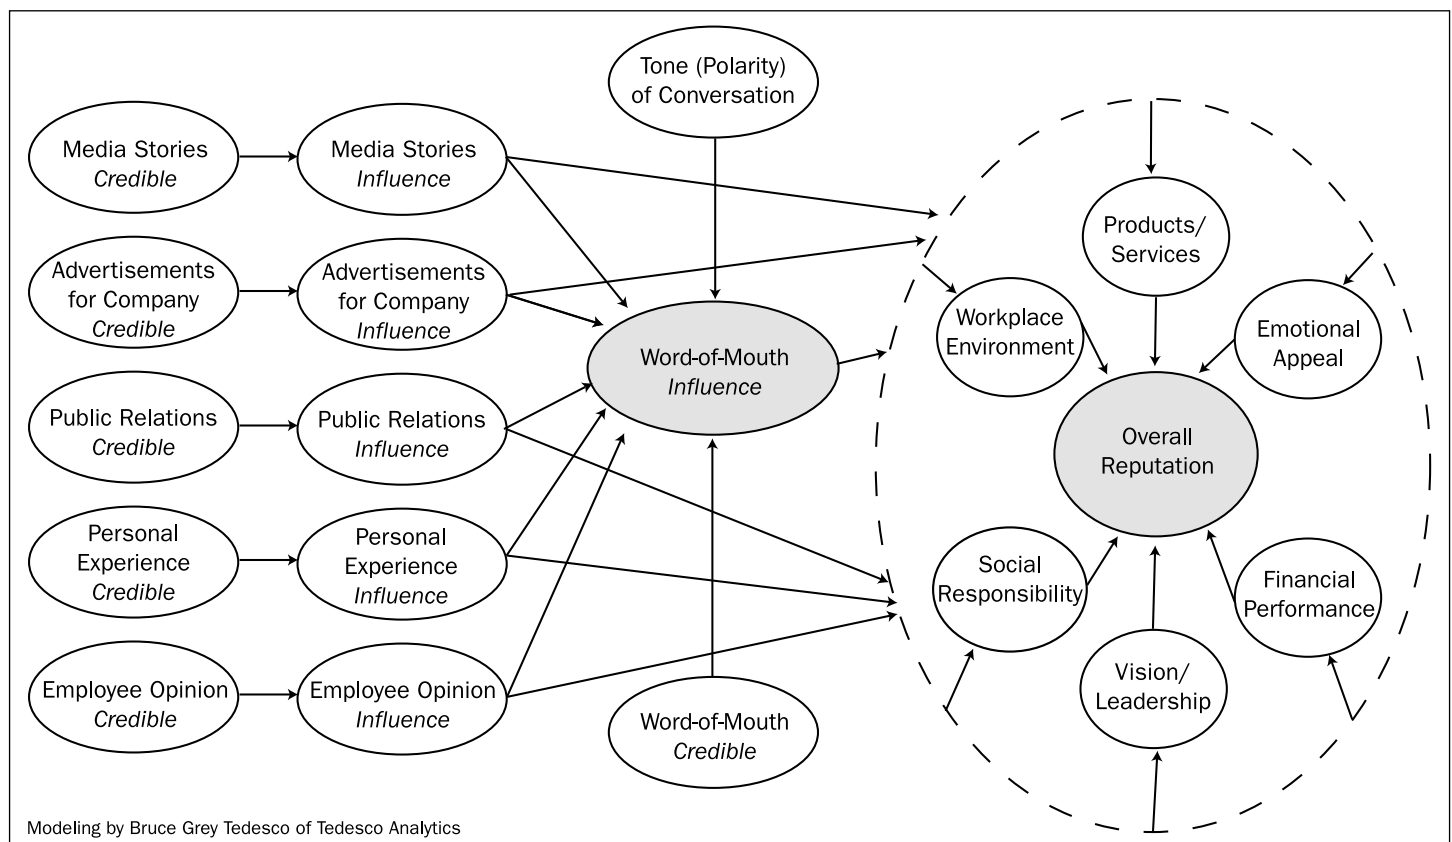 Tone (Polarity)
of Conversation
Media Stories
Credible
Media Stories
Influence
Advertisements
for Company
Credible
Advertisements
for Company
Influence
Public Relations
Credible
Public Relations
Influence
Personal
Experience
Credible
Personal
Experience
Influence
Employee Opinion
Credible
Employee Opinion
Influence
Word-of-Mouth
Influence
Word-of-Mouth
Credible
Products/
Services
Workplace
Environment
Emotional
Appeal
Overall
Reputation
Social
Responsibility
Financial
Performance
Vision/
Leadership
Modeling by Bruce Grey Tedesco of Tedesco Analytics